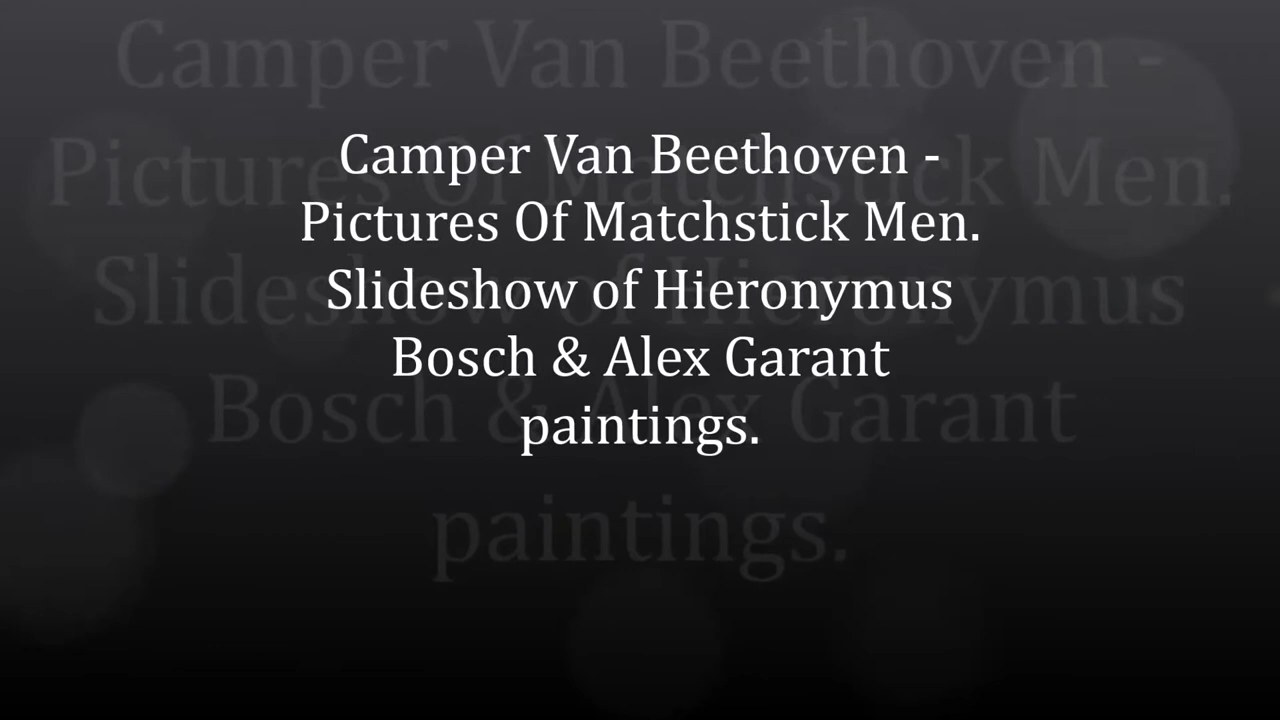 Camper Van Beethoven -
Pictures Of Matchstick Men.
Slideshow of Hieronymus
Bosch & Alex Garant
paintings.